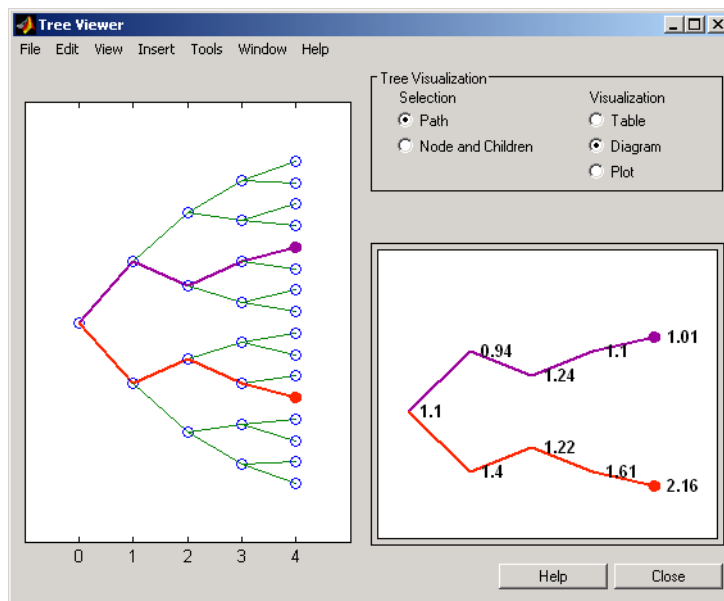 Tree Viewer
File Edit View Insert Tools Window Help
Tree Visualization
Selection
Visualization
Path
Table
Node and Children
Diagram
Plot
0.94
1.24
1.1
1.01
1.1
1.4
1.22
1.61
2.16
0 1 2 3 4
Help
Close